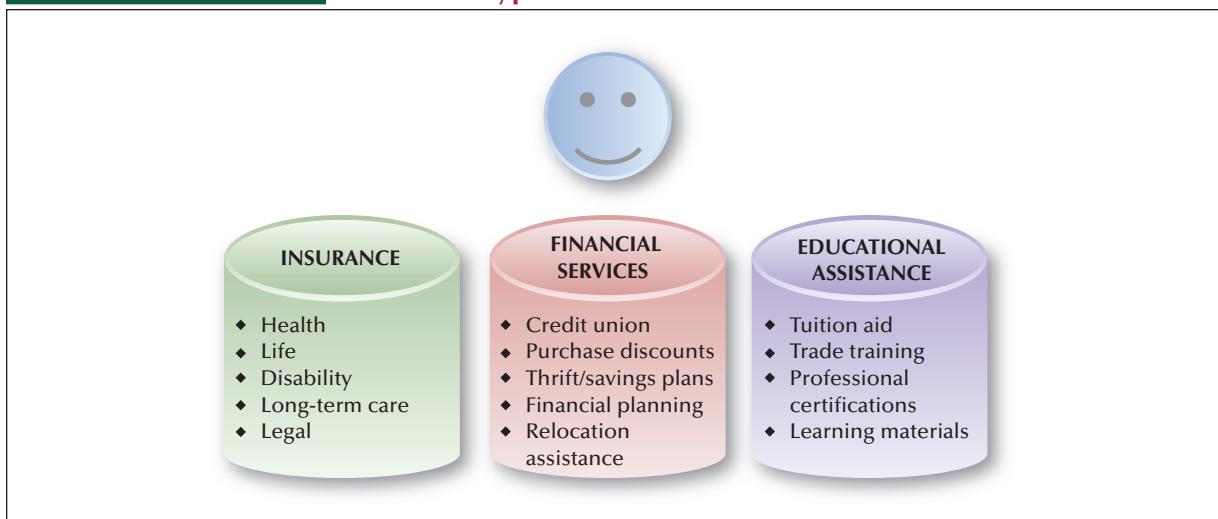 INSURANCE
◆ Health
◆ Life
◆ Disability
◆ Long-term care
◆ Legal
FINANCIAL
SERVICES
◆ Credit union
◆ Purchase discounts
◆ Thrift/savings plans
◆ Financial planning
◆ Relocation
assistance
EDUCATIONAL
ASSISTANCE
◆ Tuition aid
◆ Trade training
◆ Professional
certifications
◆ Learning materials